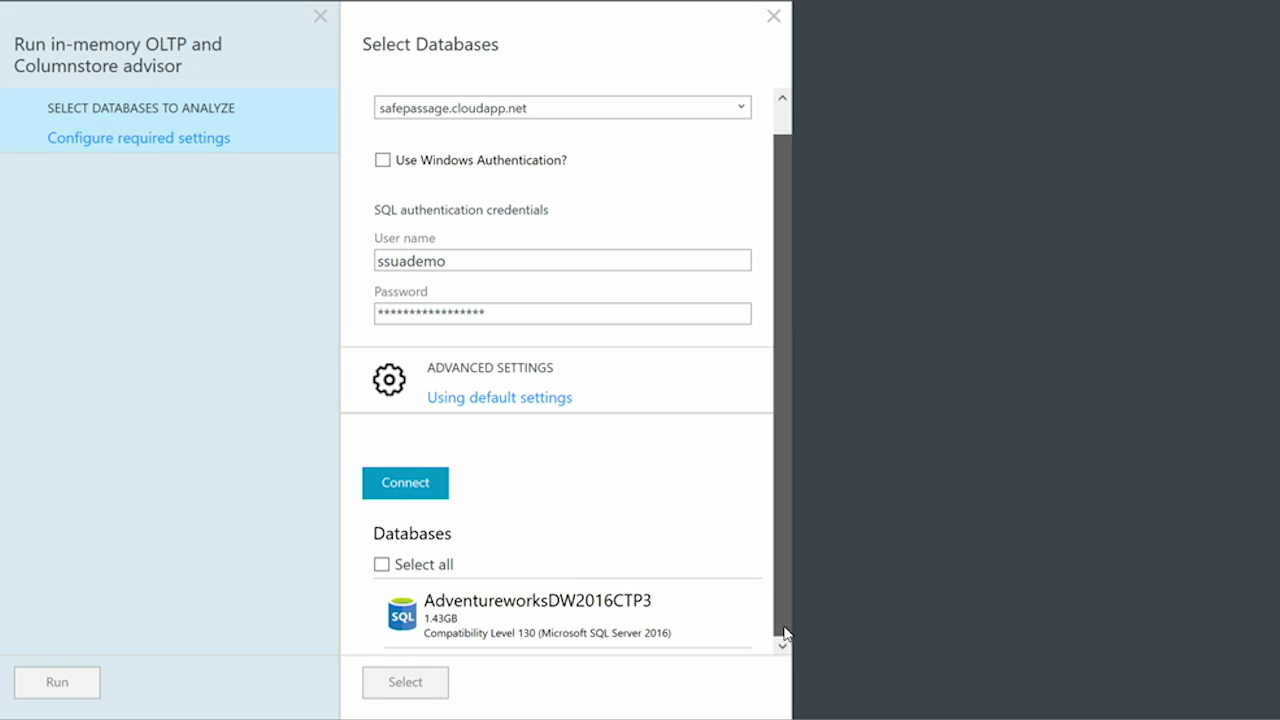 Run in-memory OLTP and
Columnstore advisor
SELECT DATABASES TO ANALYZE
Configure required settings
Run
Select Databases
safepassage.cloudapp.net
Use Windows Authentication?
SQL authentication credentials
User name
ssuademo
Password
*****************
ADVANCED SETTINGS
Using default settings
Connect
Databases
Select all
SQL
AdventureworksDW2016CTP3
1.43GB
Compatibility Level 130 (Microsoft SQL Server 2016)
Select